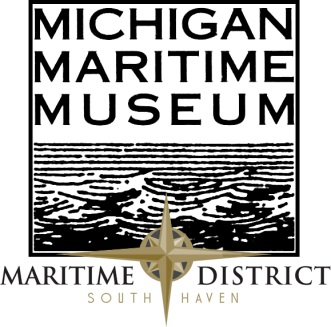 MICHIGAN
MARITIME
MUSEUM
MARITIME DISTRICT
SOUTH HAVEN